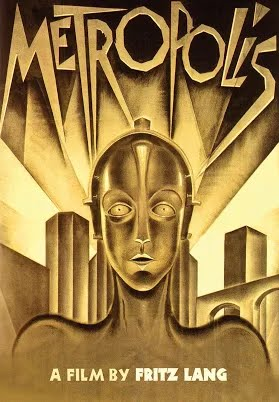 METROPOLIS
A FILM BY FRITZ LANG